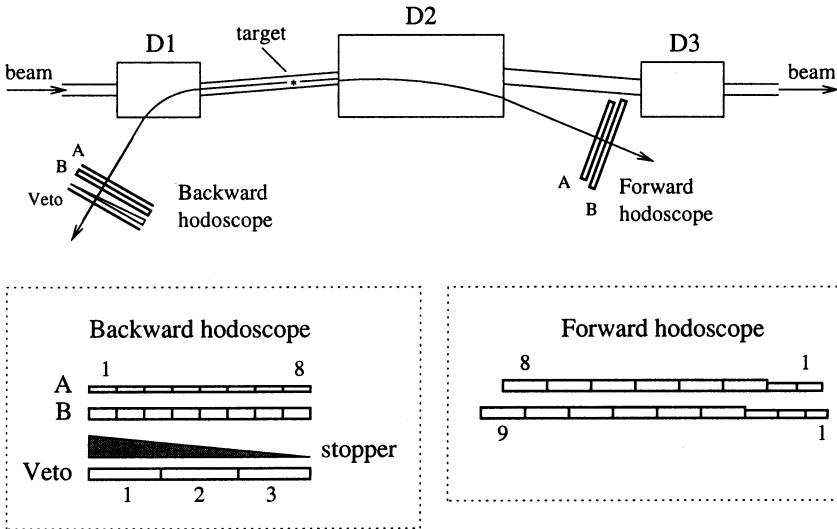 D1
target
D2
D3
beam
beam
A
B
Veto
Backward
hodoscope
A
B
Forward
hodoscope
Backward hodoscope
1 8
A
B
stopper
Veto
1 2 3
Forward hodoscope
8 1
9 1